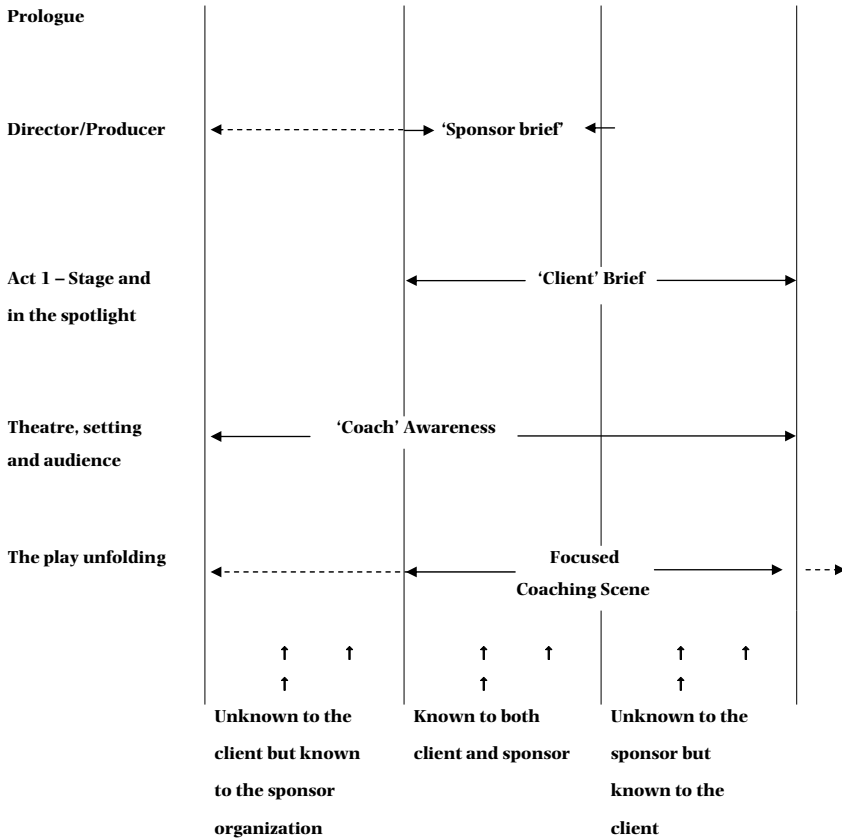 Prologue
Director/Producer
‘Sponsor brief’
Act 1 – Stage and
in the spotlight
‘Client’ Brief
Theatre, setting
and audience
‘Coach’ Awareness
The play unfolding
Focused
Coaching Scene
Unknown to the
client but known
to the sponsor
organization
Known to both
client and sponsor
Unknown to the
sponsor but
known to the
client